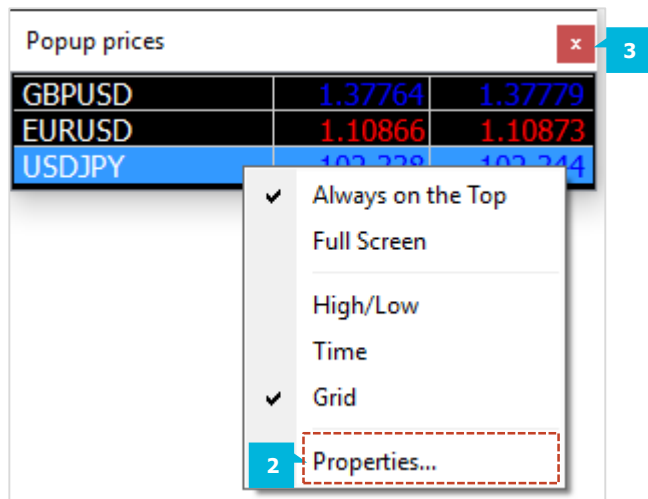 Popup prices
x
3
GBPUSD 1.37764 1.37779
EURUSD 1.10866 1.10873
USDJPY
Always on the Top
Full Screen
High/Low
Time
Grid
2
Properties...